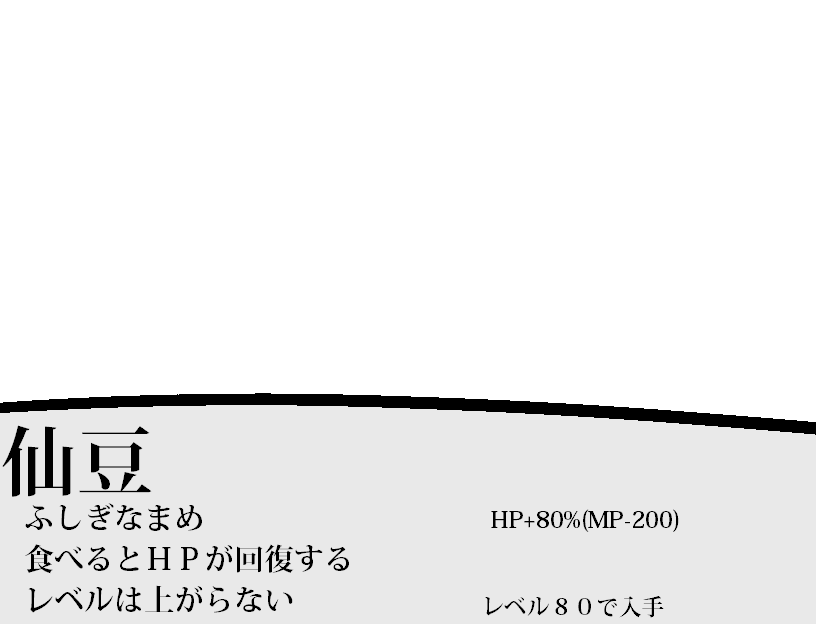 仙豆
ふしぎなまめ
HP+80%(MP-200)
食べるとＨＰが回復する
レベルは上がらない
レベル８０で入手